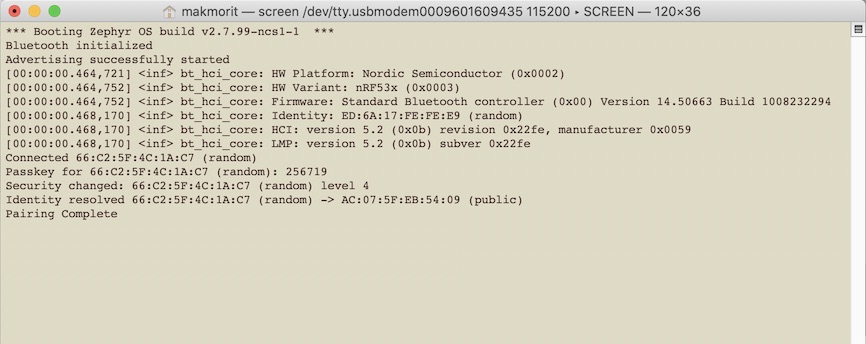 makmorit — screen /dev/tty.usbmodem0009601609435 115200 ▸ SCREEN — 120×36
*** Booting Zephyr OS build v2.7.99-ncs1-1  ***
Bluetooth initialized
Advertising successfully started
[00:00:00.464,721] <inf> bt_hci_core: HW Platform: Nordic Semiconductor (0x0002)
[00:00:00.464,752] <inf> bt_hci_core: HW Variant: nRF53x (0x0003)
[00:00:00.464,752] <inf> bt_hci_core: Firmware: Standard Bluetooth controller (0x00) Version 14.50663 Build 1008232294
[00:00:00.468,170] <inf> bt_hci_core: Identity: ED:6A:17:FE:FE:E9 (random)
[00:00:00.468,170] <inf> bt_hci_core: HCI: version 5.2 (0x0b) revision 0x22fe, manufacturer 0x0059
[00:00:00.468,170] <inf> bt_hci_core: LMP: version 5.2 (0x0b) subver 0x22fe
Connected 66:C2:5F:4C:1A:C7 (random)
Passkey for 66:C2:5F:4C:1A:C7 (random): 256719
Security changed: 66:C2:5F:4C:1A:C7 (random) level 4
Identity resolved 66:C2:5F:4C:1A:C7 (random) -> AC:07:5F:EB:54:09 (public)
Pairing Complete